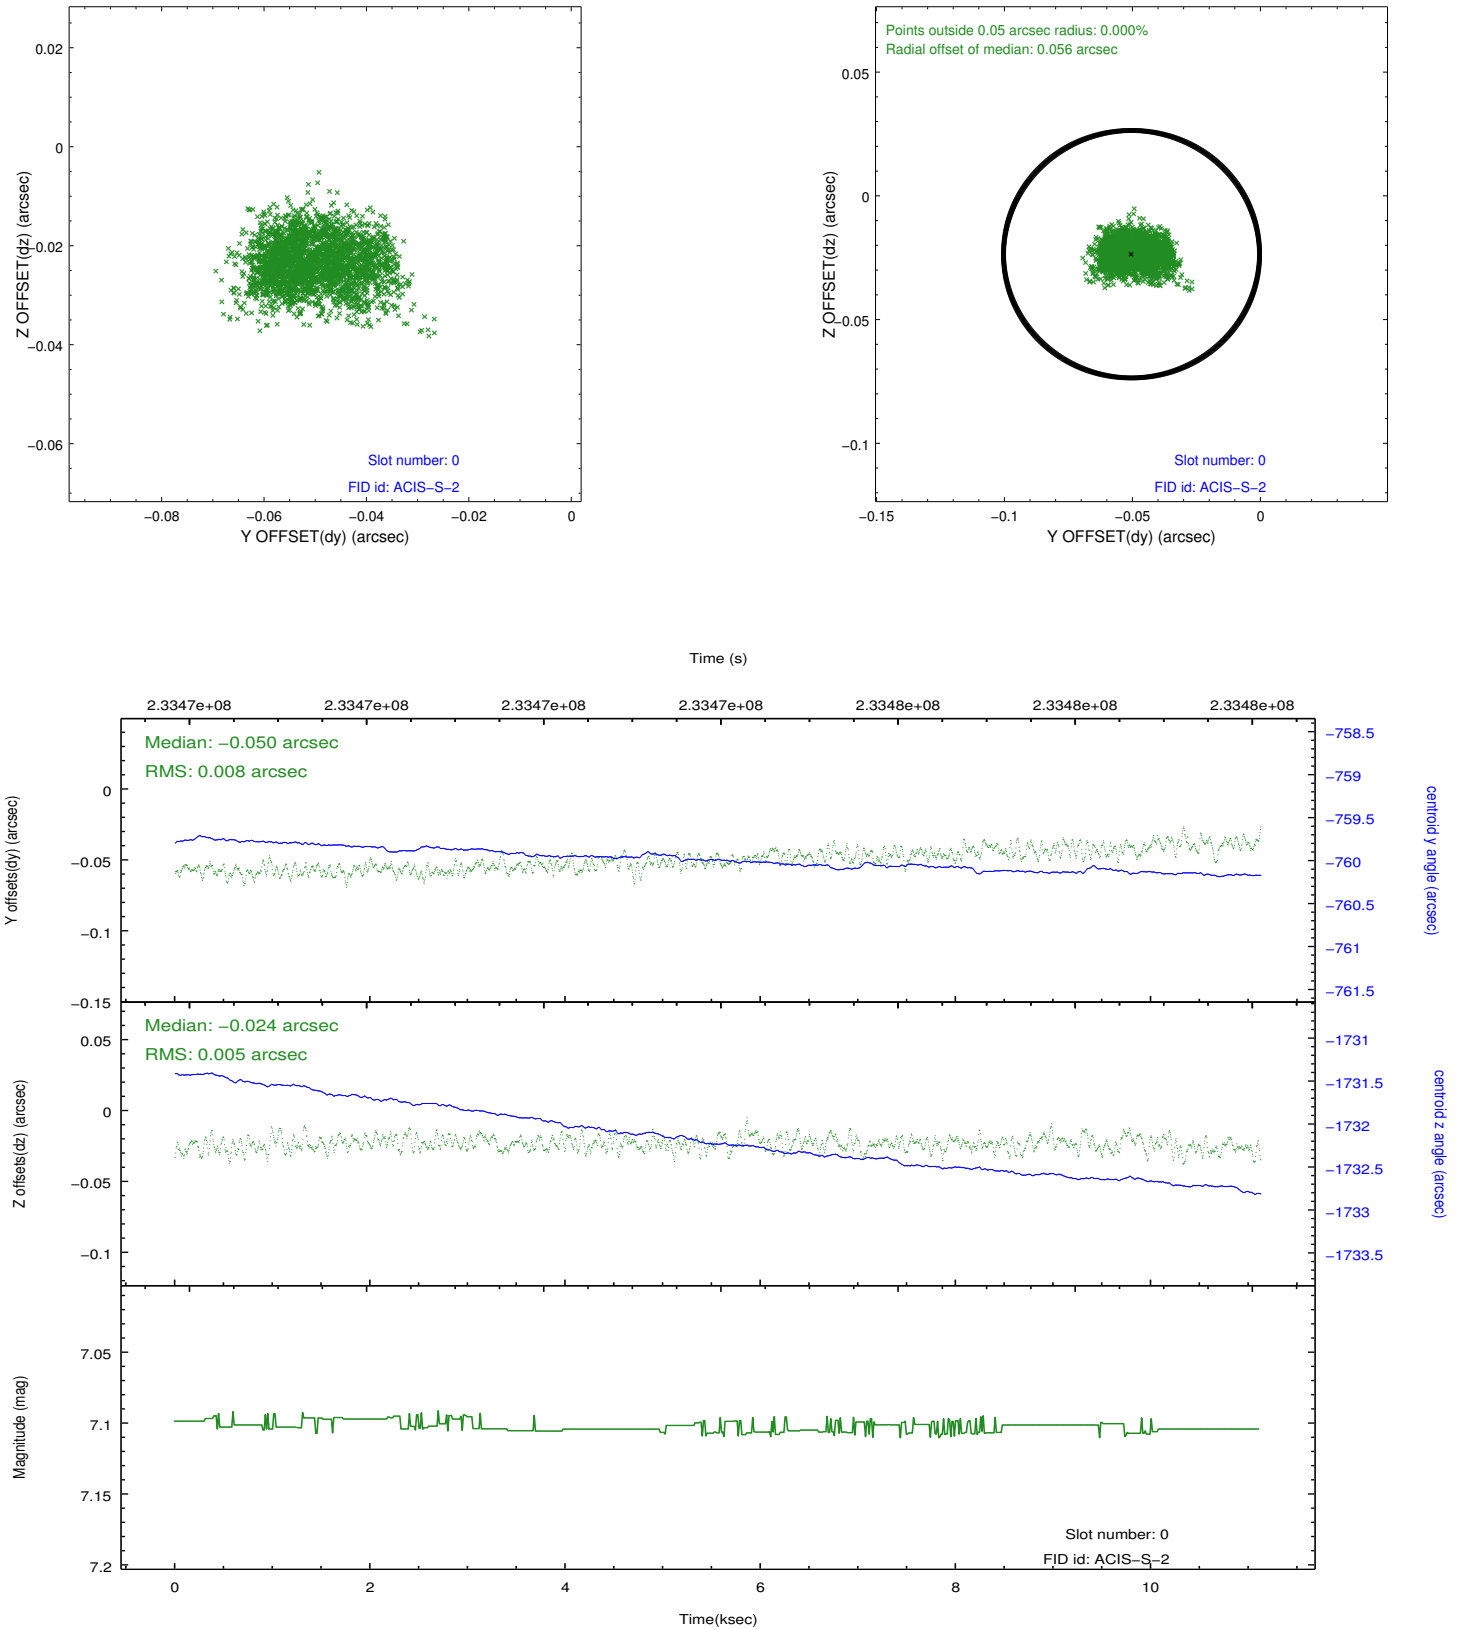 0.02
0
−0.02
−0.04
−0.06
Z OFFSET(dz) (arcsec)
Slot number: 0
FID id: ACIS−S−2
−0.08
−0.06
−0.04
−0.02
0
Y OFFSET(dy) (arcsec)
Points outside 0.05 arcsec radius: 0.000%
Radial offset of median: 0.056 arcsec
0.05
0
−0.05
−0.1
Z OFFSET(dz) (arcsec)
Slot number: 0
FID id: ACIS−S−2
−0.15
−0.1
−0.05
0
Y OFFSET(dy) (arcsec)
Time (s)
2.3347e+08
2.3347e+08
2.3347e+08
2.3347e+08
2.3348e+08
2.3348e+08
2.3348e+08
Median: −0.050 arcsec
RMS: 0.008 arcsec
0
−0.05
−0.1
−0.15
Y offsets(dy) (arcsec)
−758.5
−759
−759.5
−760
−760.5
−761
−761.5
centroid y angle (arcsec)
Median: −0.024 arcsec
RMS: 0.005 arcsec
0.05
0
−0.05
−0.1
Z offsets(dz) (arcsec)
−1731
−1731.5
−1732
−1732.5
−1733
−1733.5
centroid z angle (arcsec)
7.05
7.1
7.15
7.2
Magnitude (mag)
Slot number: 0
FID id: ACIS−S−2
0
2
4
6
8
10
Time(ksec)